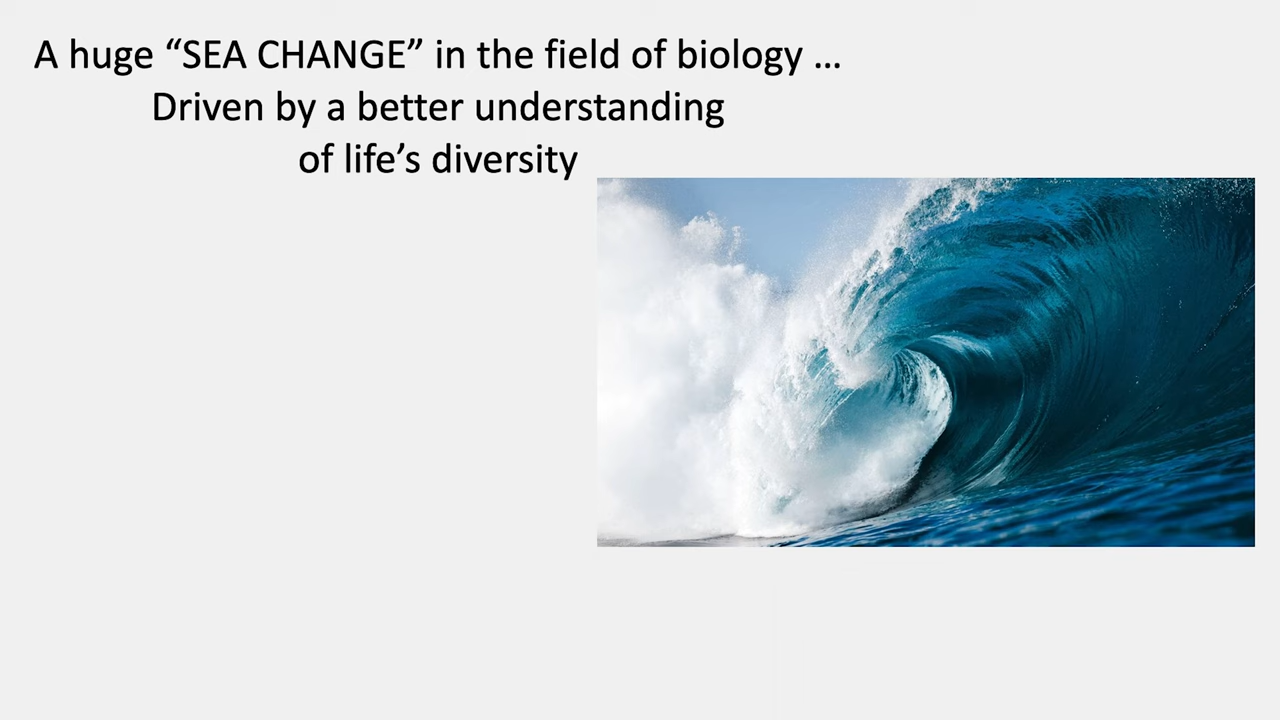 A huge “SEA CHANGE” in the field of biology …
Driven by a better understanding
of life’s diversity